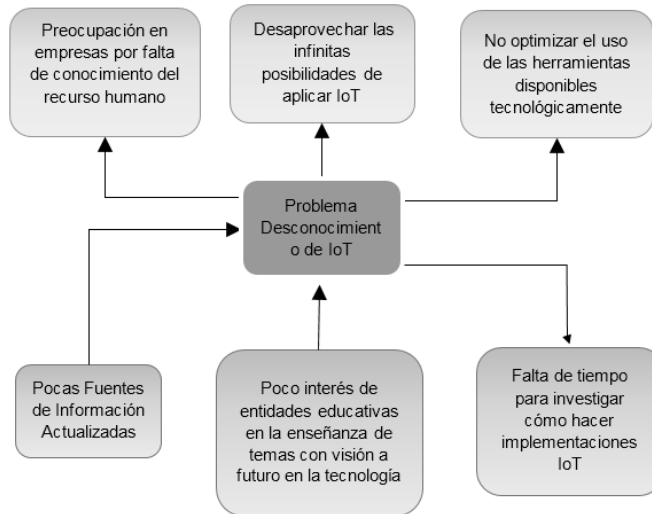 Preocupación en
empresas por falta
de conocimiento del
recurso humano
Desaprovechar las
infinitas
posibilidades de
aplicar IoT
No optimizar el uso
de las herramientas
disponibles
tecnológicamente
Problema
Desconocimient
o de IoT
Pocas Fuentes
de Información
Actualizadas
Poco interés de
entidades educativas
en la enseñanza de
temas con visión a
futuro en la tecnología
Falta de tiempo
para investigar
cómo hacer
implementaciones
IoT